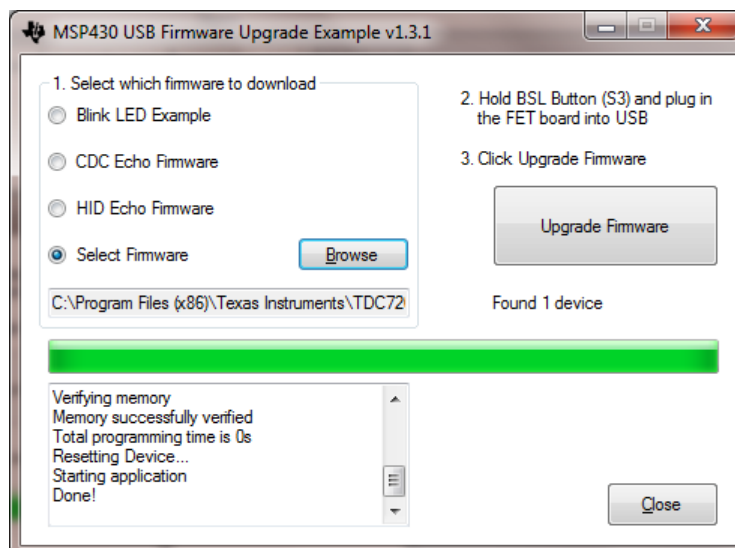 MSP430 USB Firmware Upgrade Example v1.3.1
1. Select which firmware to download
Blink LED Example
CDC Echo Firmware
HID Echo Firmware
Select Firmware
Browse
C:\Program Files (x86)\Texas Instruments\TDC72
2. Hold BSL Button (S3) and plug in
the FET board into USB
3. Click Upgrade Firmware
Upgrade Firmware
Found 1 device
Verifying memory
Memory successfully verified
Total programming time is 0s
Resetting Device...
Starting application
Done!
Close